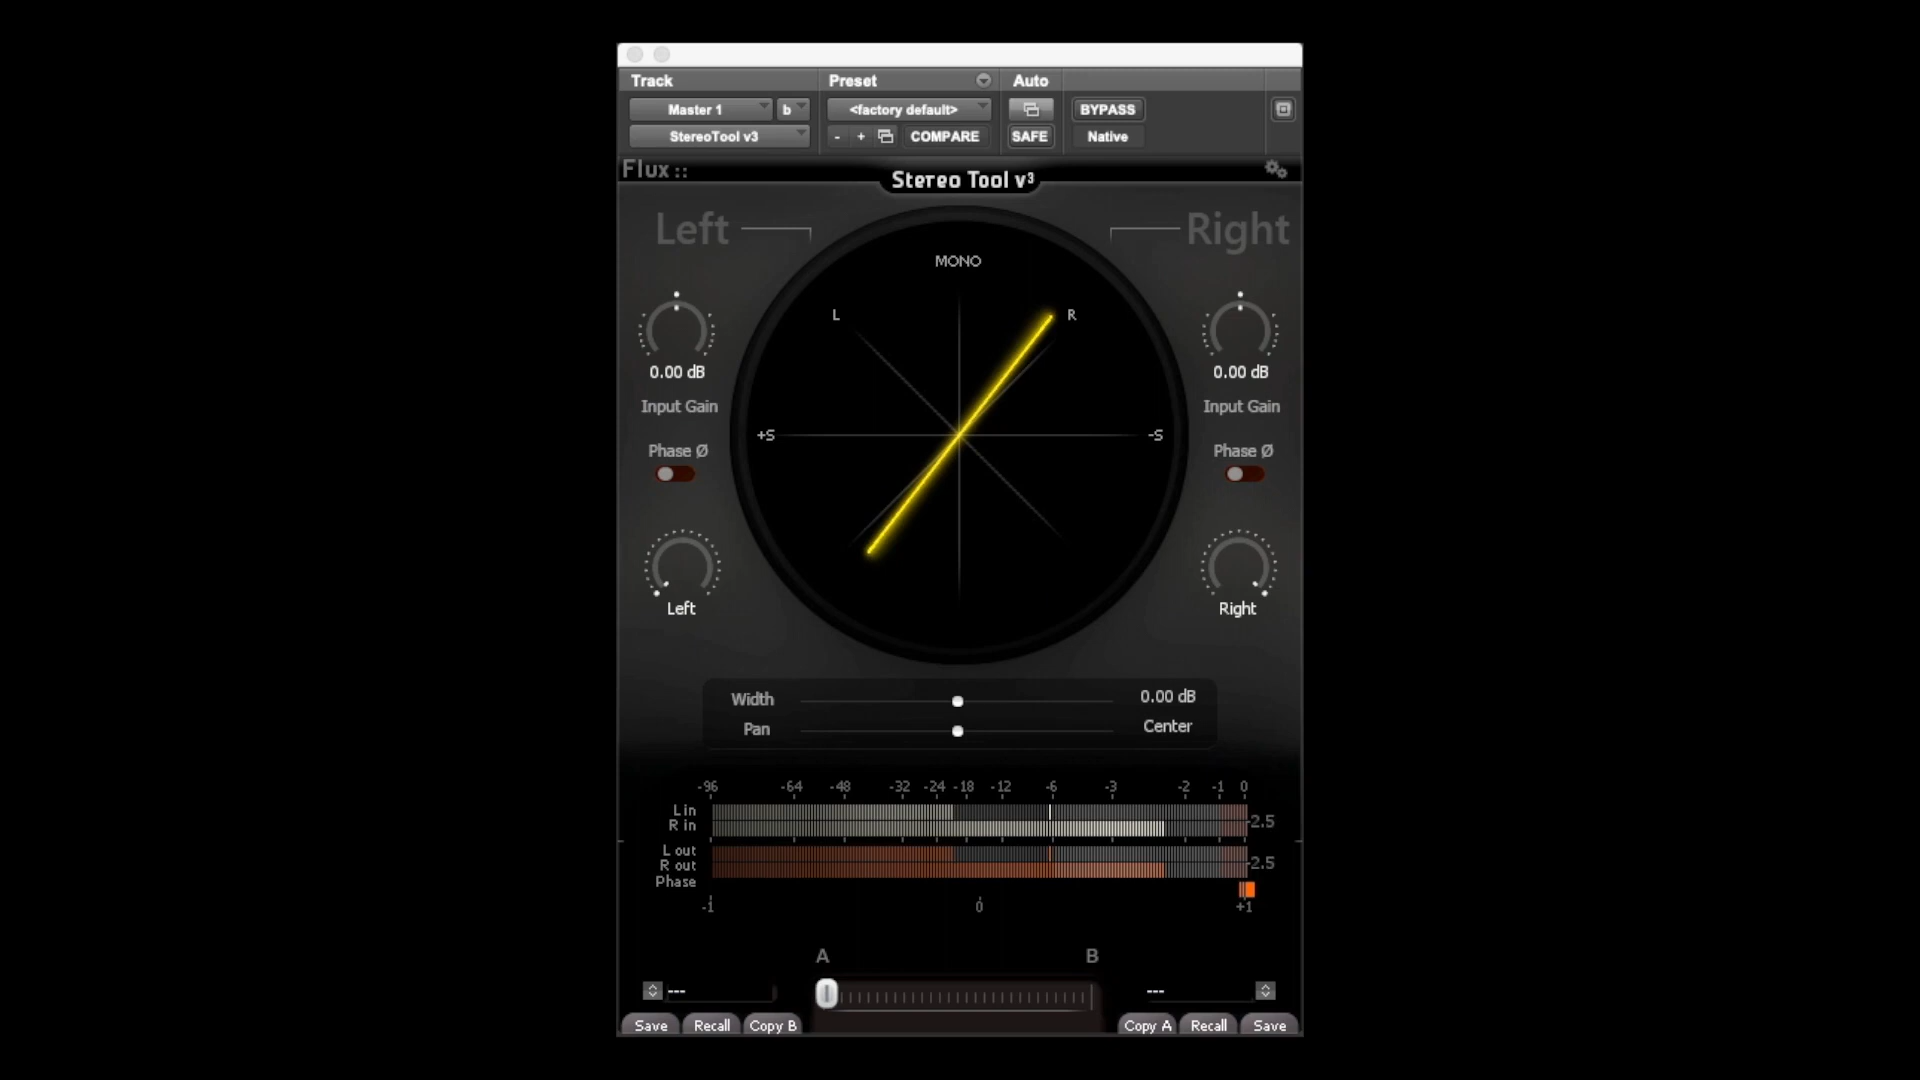 Track Preset Auto
Master 1 b <factory default> BYPASS
StereoTool v3 - + COMPARE SAFE Native
Flux ::
Stereo Tool v3
Left Right
MONO
L R
0.00 dB 0.00 dB
Input Gain Input Gain
+S -S
Phase Ø Phase Ø
Left Right
Width 0.00 dB
Pan Center
-96 -64 -48 -32 -24 -18 -12 -6 -3 -2 -1 0
L in
R in -2.5
L out
R out -2.5
Phase
-1 0 +1
A B
--- ---
Save Recall Copy B Copy A Recall Save